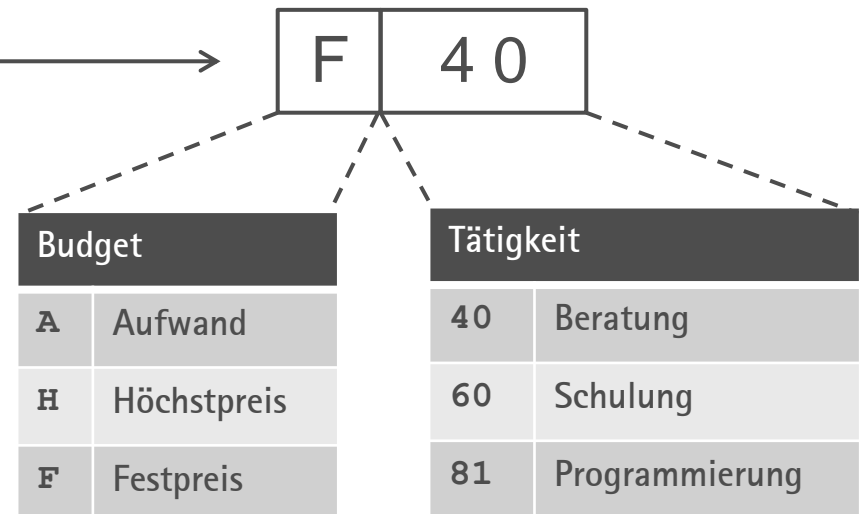 F 40
Budget
A Aufwand
H Höchstpreis
F Festpreis
Tätigkeit
40 Beratung
60 Schulung
81 Programmierung